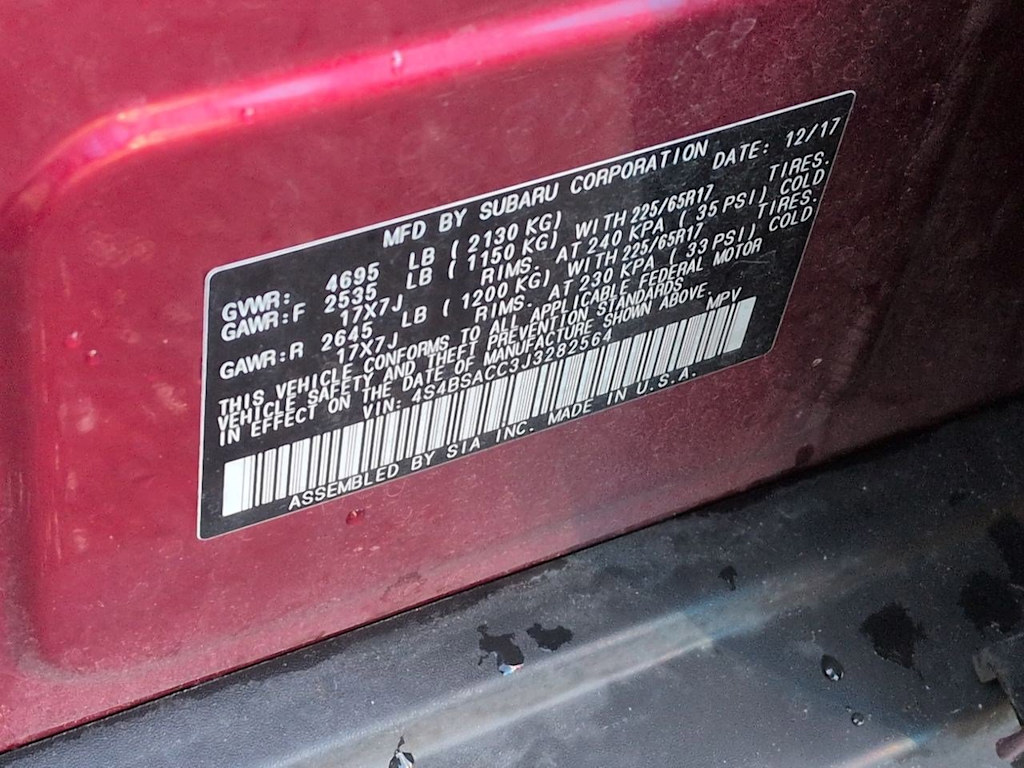 MFD BY SUBARU CORPORATION DATE: 12/17
GVWR: 4695 LB ( 2130 KG)
GAWR:F 2535 LB ( 1150 KG) WITH 225/65R17 TIRES.
17X7J RIMS. AT 240 KPA ( 35 PSI) COLD
GAWR:R 2645 LB ( 1200 KG) WITH 225/65R17 TIRES.
17X7J RIMS. AT 230 KPA ( 33 PSI) COLD
THIS VEHICLE CONFORMS TO ALL APPLICABLE FEDERAL MOTOR
VEHICLE SAFETY AND THEFT PREVENTION STANDARDS
IN EFFECT ON THE DATE OF MANUFACTURE SHOWN ABOVE.
VIN: 4S4BSACC3J3282564 MPV
ASSEMBLED BY SIA INC. MADE IN U.S.A.